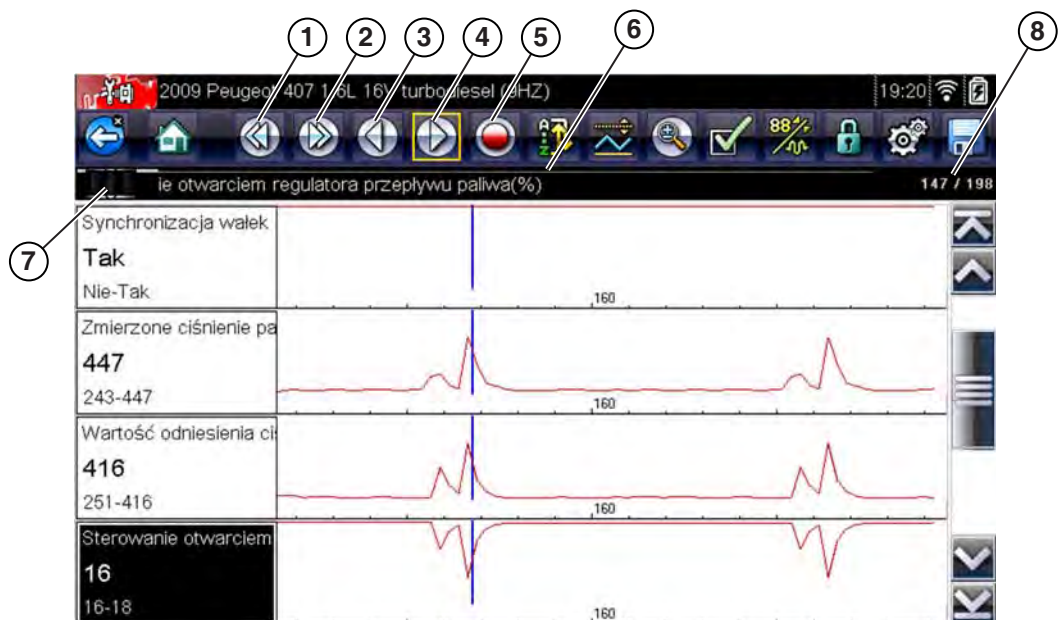 1 2 3 4 5 6 8
2009 Peugeot 407 1.6L 16V turbodiesel (9HZ) 19:20
ie otwarciem regulatora przepływu paliwa(%) 147 / 198
7
Synchronizacja wałek
Tak
Nie-Tak
160
Zmierzone ciśnienie pa
447
243-447
160
Wartość odniesienia ci
416
251-416
160
Sterowanie otwarciem
16
16-18
160